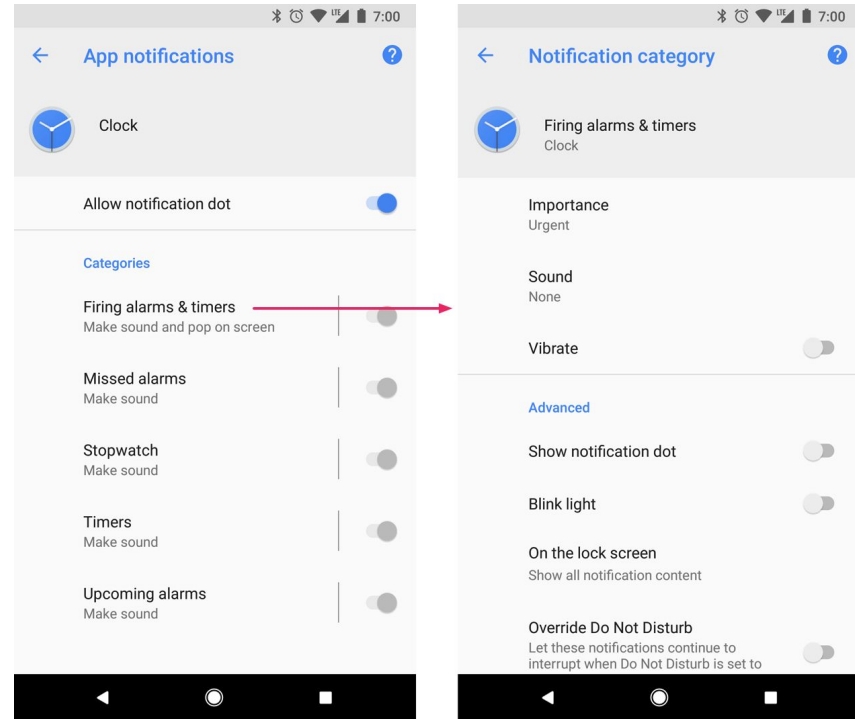 LTE 7:00
App notifications ?
Clock
Allow notification dot
Categories
Firing alarms & timers
Make sound and pop on screen
Missed alarms
Make sound
Stopwatch
Make sound
Timers
Make sound
Upcoming alarms
Make sound
LTE 7:00
Notification category ?
Firing alarms & timers
Clock
Importance
Urgent
Sound
None
Vibrate
Advanced
Show notification dot
Blink light
On the lock screen
Show all notification content
Override Do Not Disturb
Let these notifications continue to
interrupt when Do Not Disturb is set to